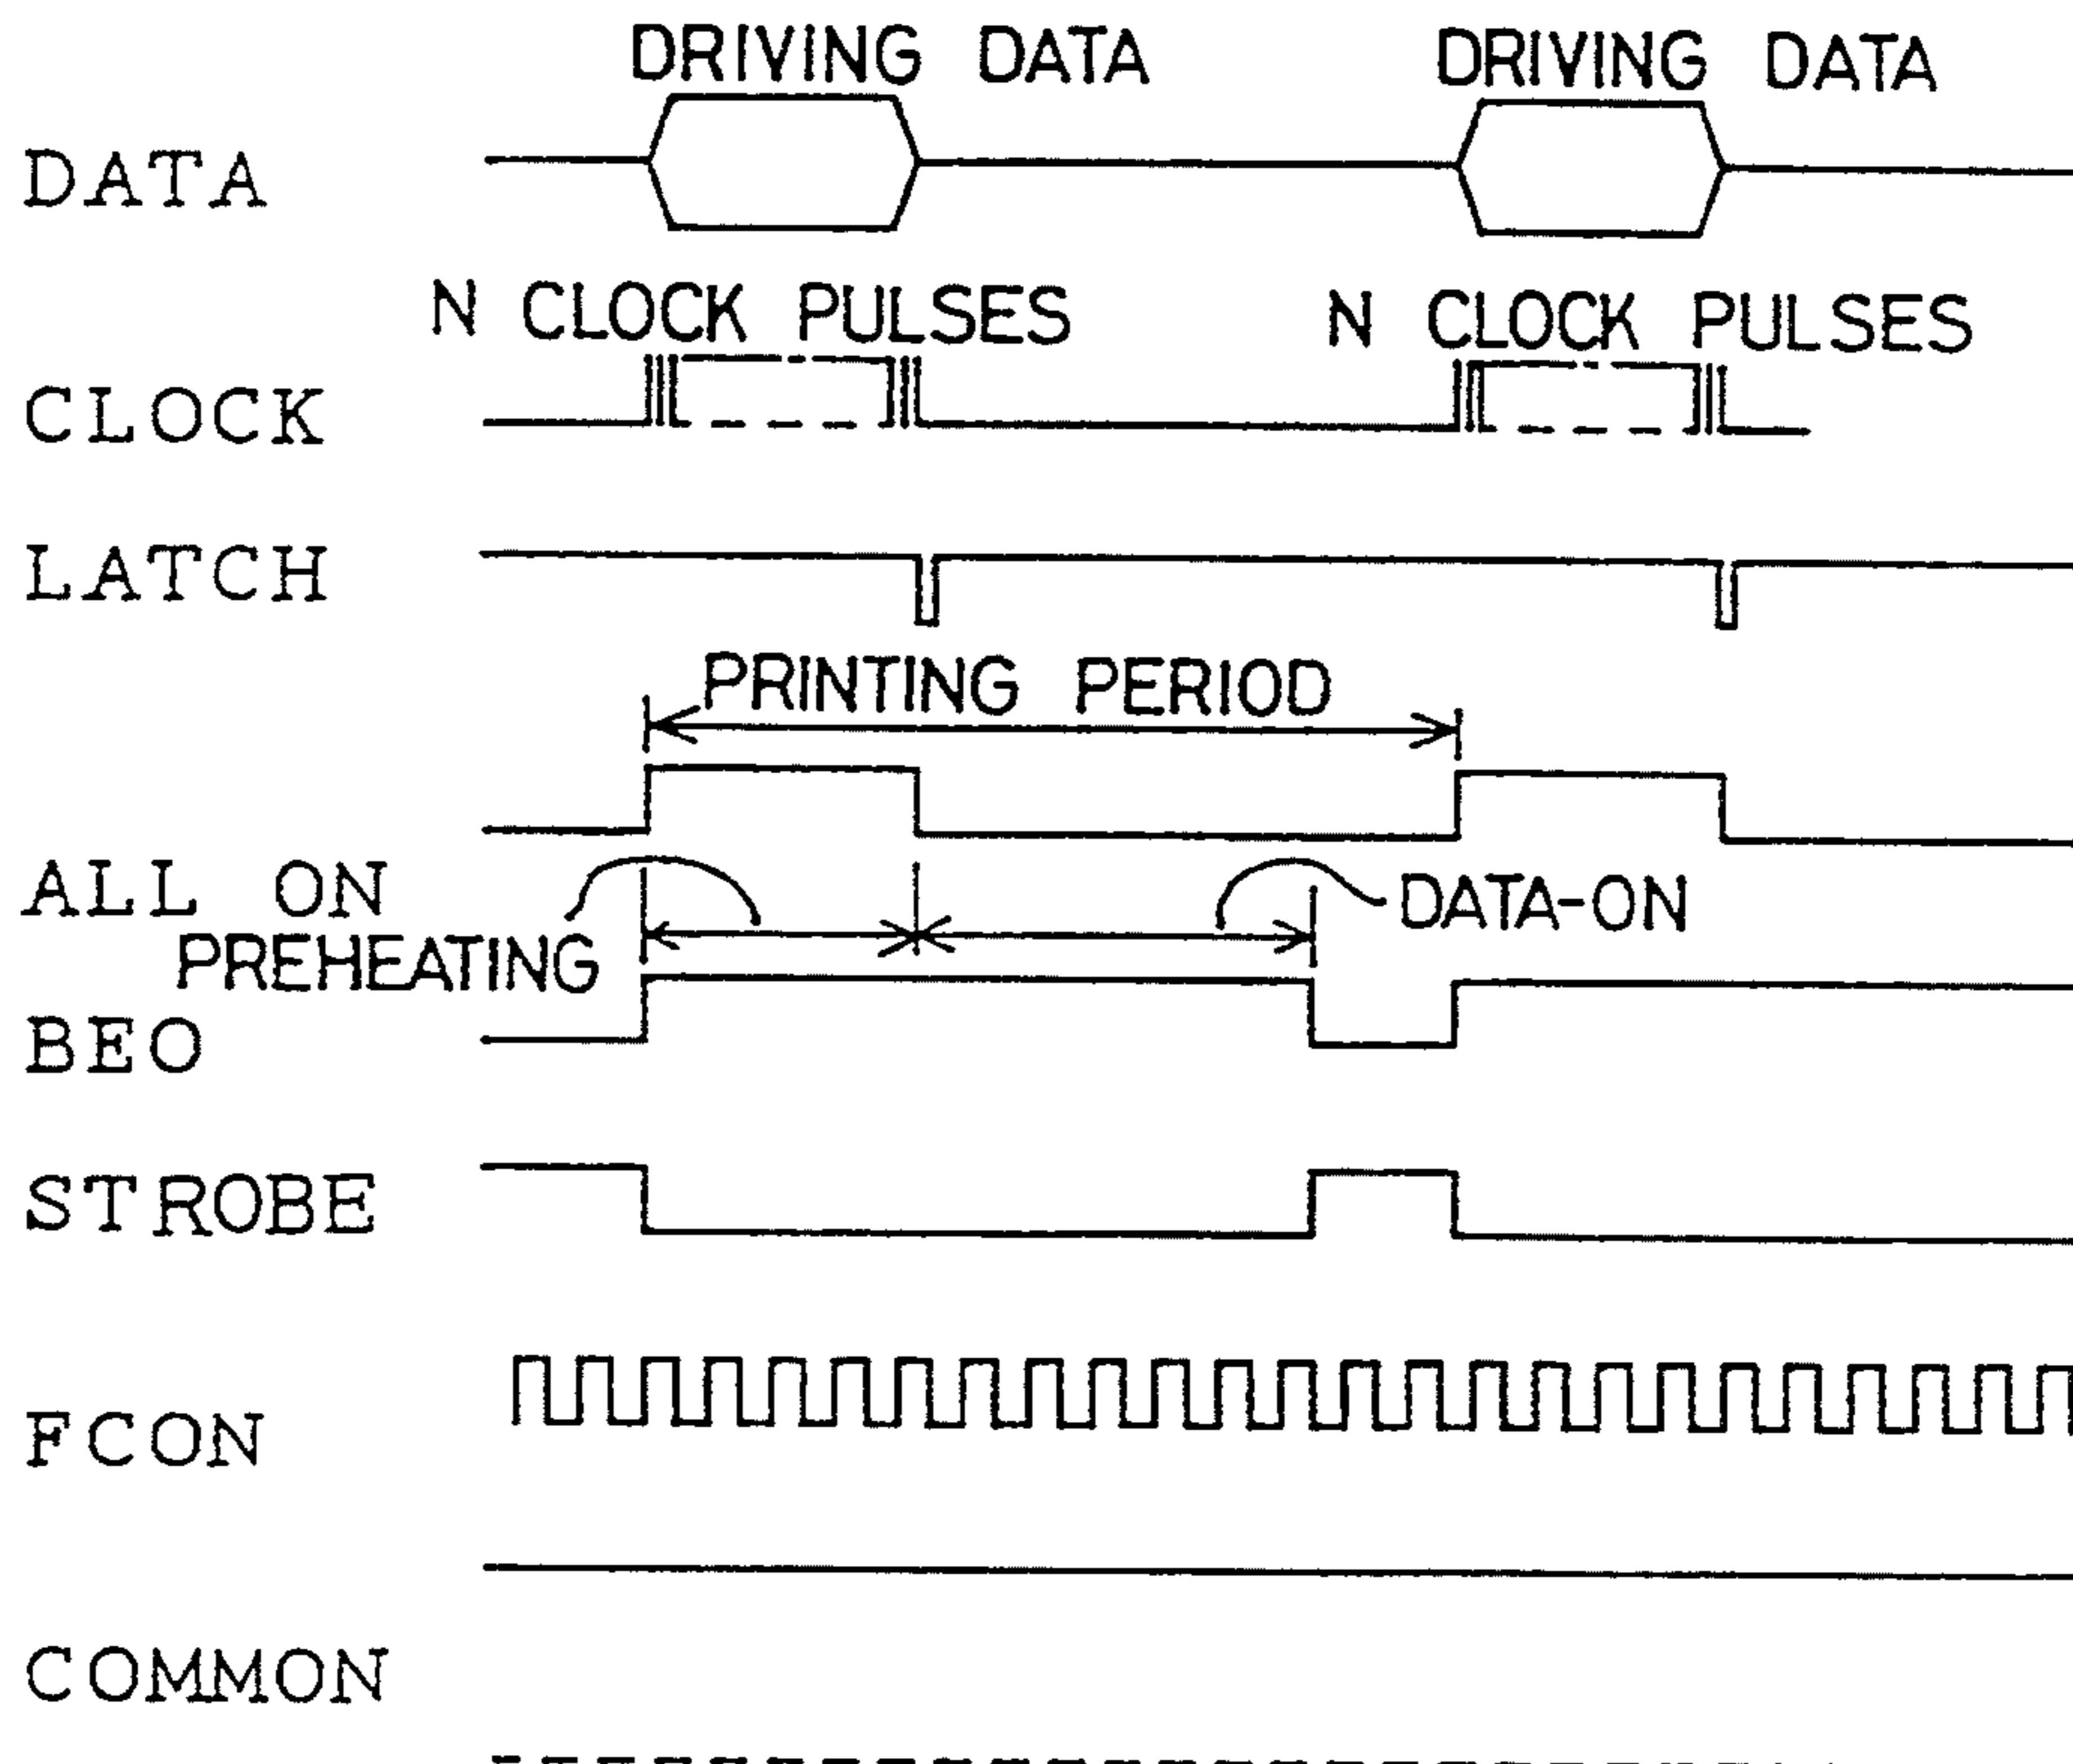 DRIVING DATA DRIVING DATA
DATA
N CLOCK PULSES N CLOCK PULSES
CLOCK
LATCH
PRINTING PERIOD
ALL ON
DATA-ON
PREHEATING
BEO
STROBE
FCON
COMMON